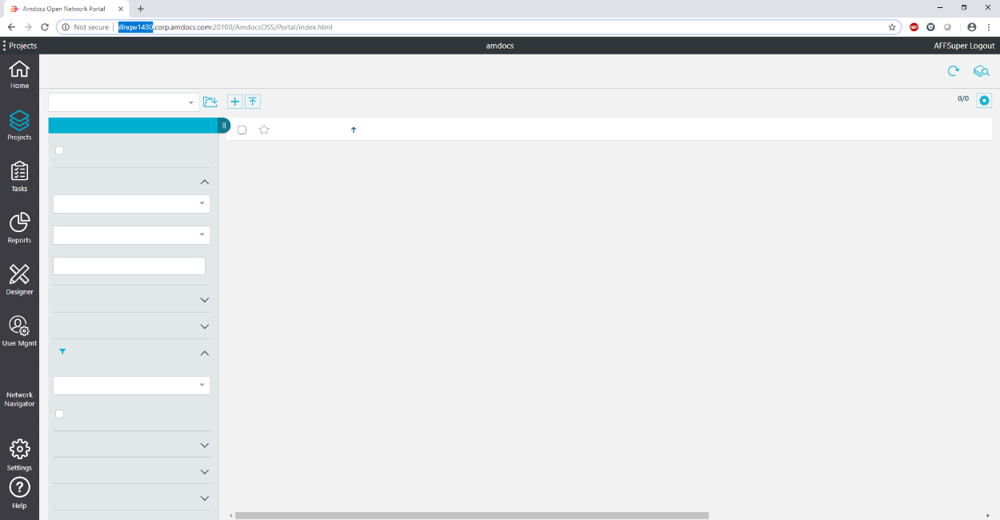 Amdocs Open Network Portal
Not secure
illnqw1430.corp.amdocs.com:20100/AmdocsOSS/Portal/index.html
ABP
Projects
amdocs
AFFSuper Logout
Home
0/0
Projects
Tasks
Reports
Designer
User Mgmt
Network
Navigator
Settings
Help